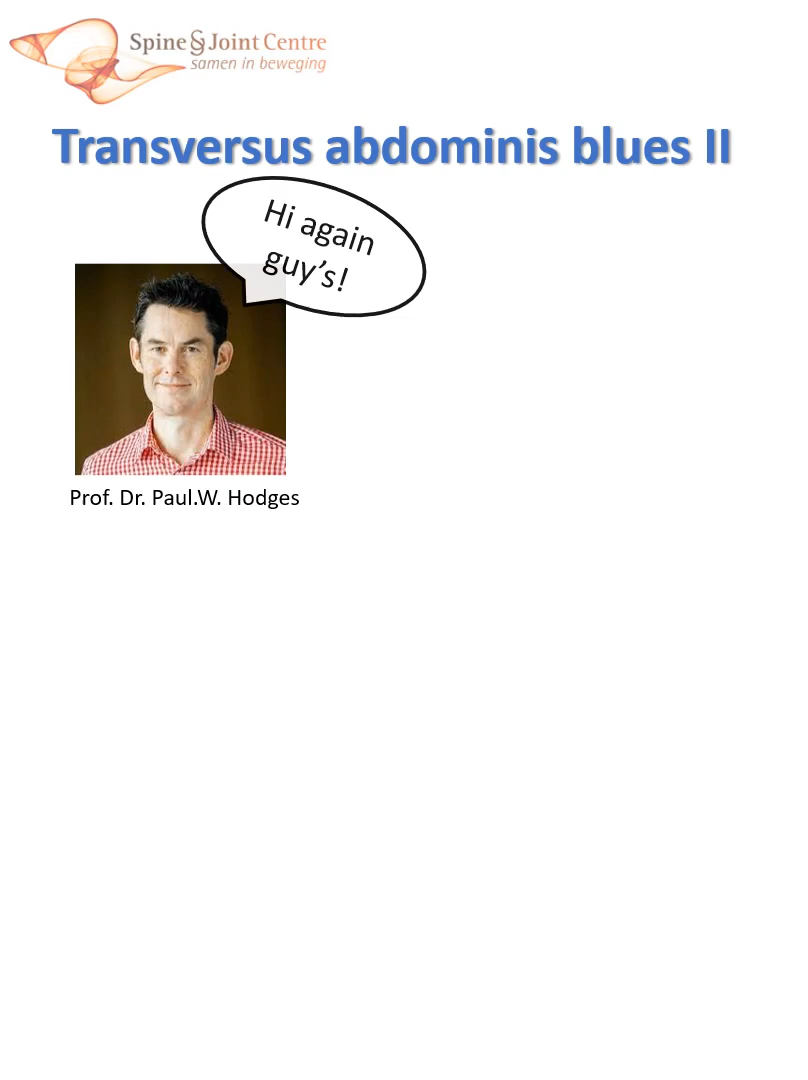 Spine & Joint Centre
samen in beweging
Transversus abdominis blues II
Hi again
guy’s!
Prof. Dr. Paul.W. Hodges